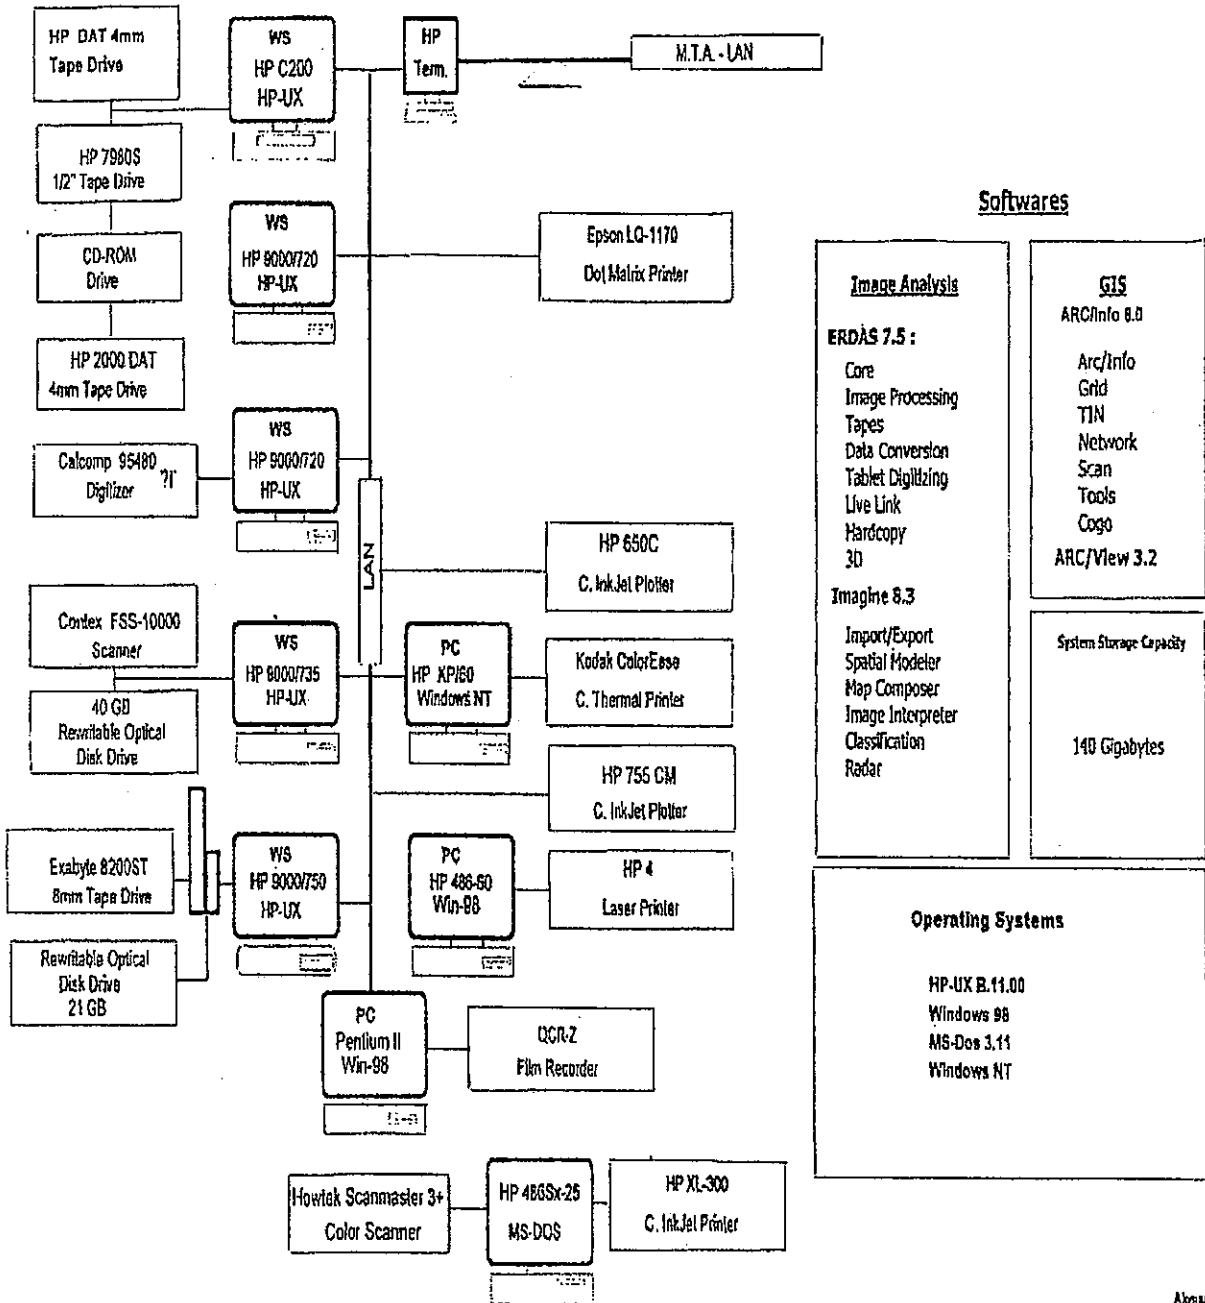 HP DAT 4mm
Tape Drive
WS
HP C200
HP-UX
HP
Term.
M.T.A. - LAN
HP 7980S
1/2" Tape Drive
CD-ROM
Drive
HP 2000 DAT
4mm Tape Drive
WS
HP 9000/720
HP-UX
Epson LQ-1170
Dot Matrix Printer
Calcomp 95480
Digitizer
WS
HP 9000/720
HP-UX
LAN
HP 650C
C. InkJet Plotter
Contex FSS-10000
Scanner
40 GB
Rewritable Optical
Disk Drive
WS
HP 9000/735
HP-UX
PC
HP XP/60
Windows NT
Kodak ColorEase
C. Thermal Printer
HP 755 CM
C. InkJet Plotter
Exabyte 8200ST
8mm Tape Drive
Rewritable Optical
Disk Drive
21 GB
WS
HP 9000/750
HP-UX
PC
HP 486-60
Win-98
HP 4
Laser Printer
PC
Pentium II
Win-98
QCR-Z
Film Recorder
Howtek Scanmaster 3+
Color Scanner
HP 486Sx-25
MS-DOS
HP XL-300
C. InkJet Printer
Softwares
Image Analysis
ERDAS 7.5 :
Core
Image Processing
Tapes
Data Conversion
Tablet Digitizing
Live Link
Hardcopy
3D
Imagine 8.3
Import/Export
Spatial Modeler
Map Composer
Image Interpreter
Classification
Radar
GIS
ARC/Info 8.0
Arc/Info
Grid
TIN
Network
Scan
Tools
Cogo
ARC/View 3.2
System Storage Capacity
140 Gigabytes
Operating Systems
HP-UX B.11.00
Windows 98
MS-Dos 3.11
Windows NT